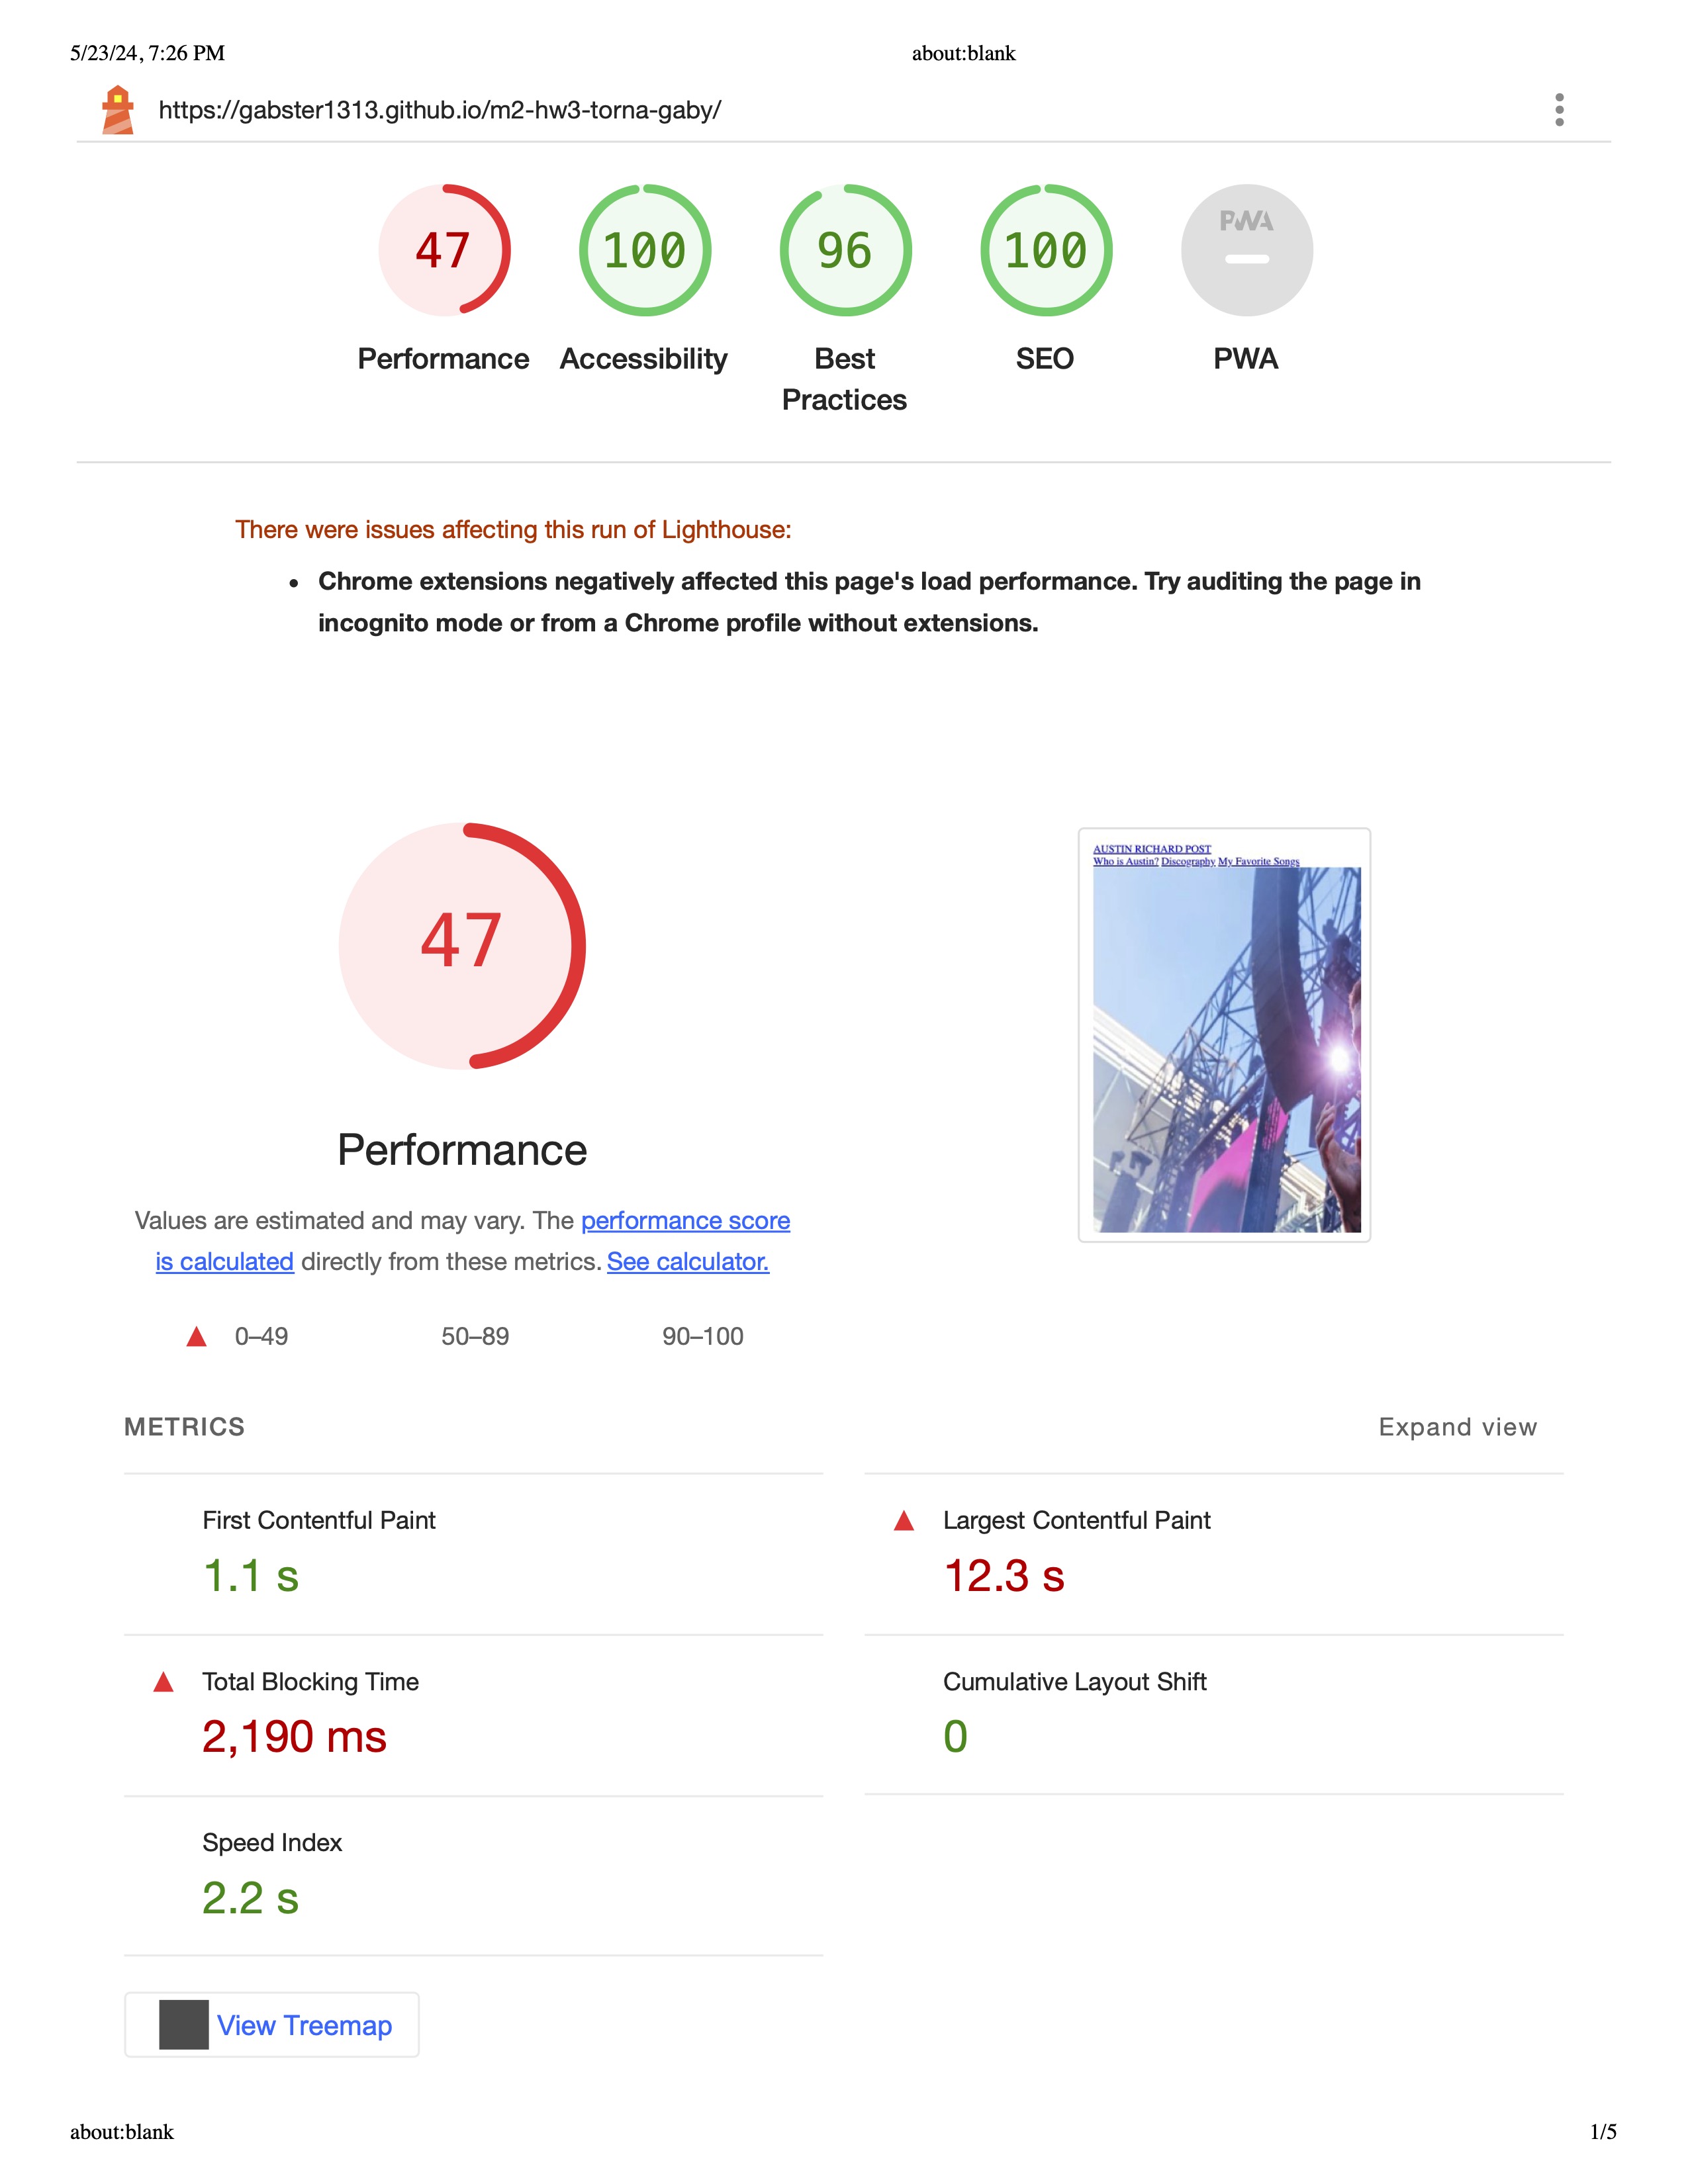 5/23/24, 7:26 PM
about:blank
https://gabster1313.github.io/m2-hw3-torna-gaby/
47
100
96
100
PWA
Performance
Accessibility
Best
Practices
SEO
PWA
There were issues affecting this run of Lighthouse:
Chrome extensions negatively affected this page's load performance. Try auditing the page in
incognito mode or from a Chrome profile without extensions.
47
AUSTIN RICHARD POST
Who is Austin? Discography My Favorite Songs
Performance
Values are estimated and may vary. The performance score
is calculated directly from these metrics. See calculator.
0–49
50–89
90–100
METRICS
Expand view
First Contentful Paint
1.1 s
Largest Contentful Paint
12.3 s
Total Blocking Time
2,190 ms
Cumulative Layout Shift
0
Speed Index
2.2 s
View Treemap
about:blank
1/5